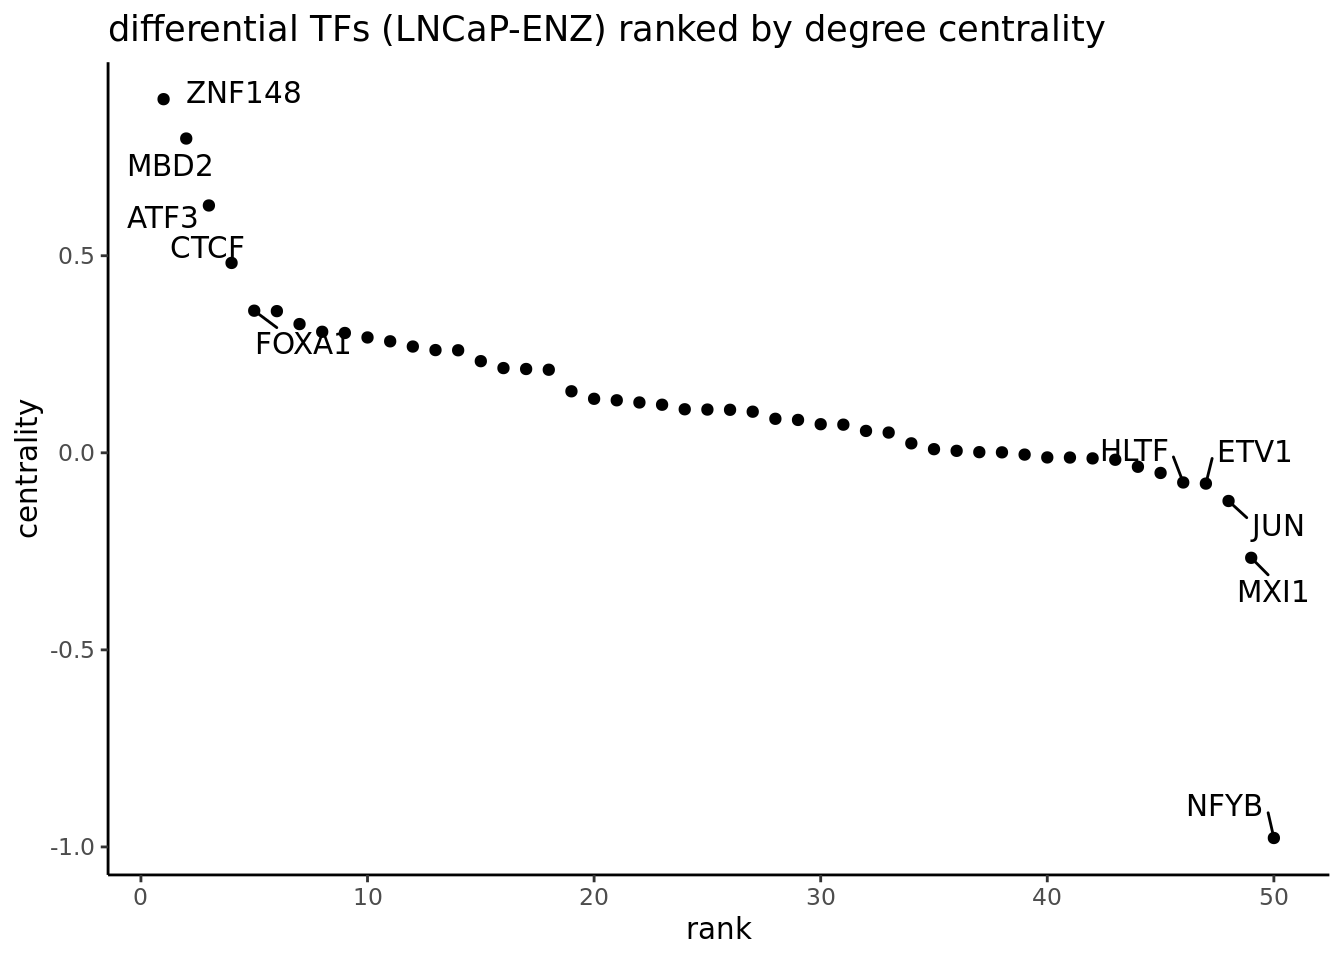 differential TFs (LNCaP-ENZ) ranked by degree centrality
ZNF148
MBD2
ATF3
CTCF
FOXA1
HLTF
ETV1
JUN
MXI1
NFYB
centrality
0.5
0.0
-0.5
-1.0
0 10 20 30 40 50
rank